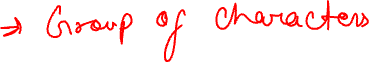 → Group of characters